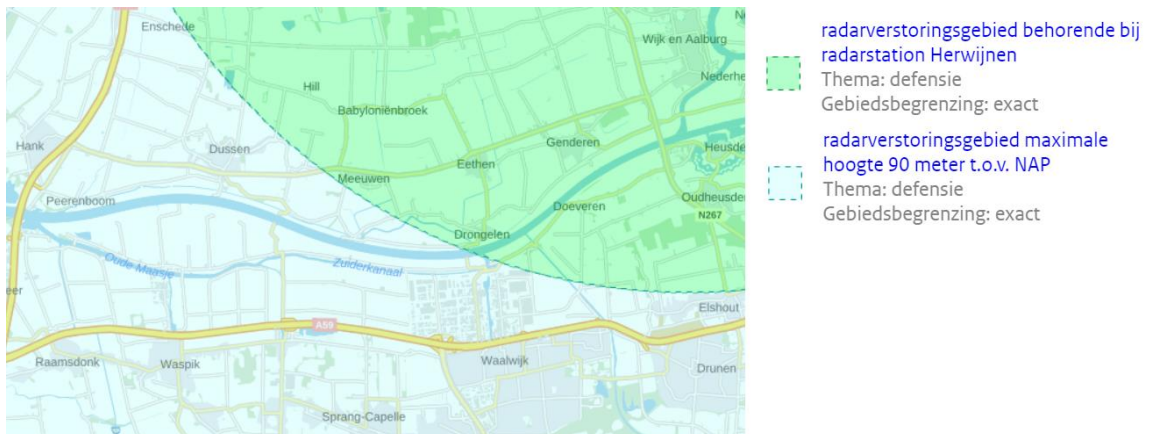 Enschede
Wijk en Aalburg
Nederhe
Hill
Babyloniënbroek
Hank
Dussen
Genderen
Heusde
Eethen
Meeuwen
Peerenboom
Doeveren
Oudheusde
N267
Drongelen
Oude Maasje
Zuiderkanaal
eer
Elshout
A59
Raamsdonk
Waspik
Waalwijk
Drunen
Sprang-Capelle
radarverstoringsgebied behorende bij
radarstation Herwijnen
Thema: defensie
Gebiedsbegrenzing: exact
radarverstoringsgebied maximale
hoogte 90 meter t.o.v. NAP
Thema: defensie
Gebiedsbegrenzing: exact